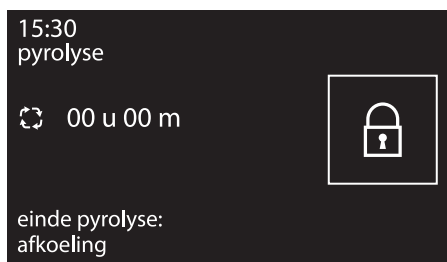 15:30
pyrolyse
00 u 00 m
einde pyrolyse:
afkoeling